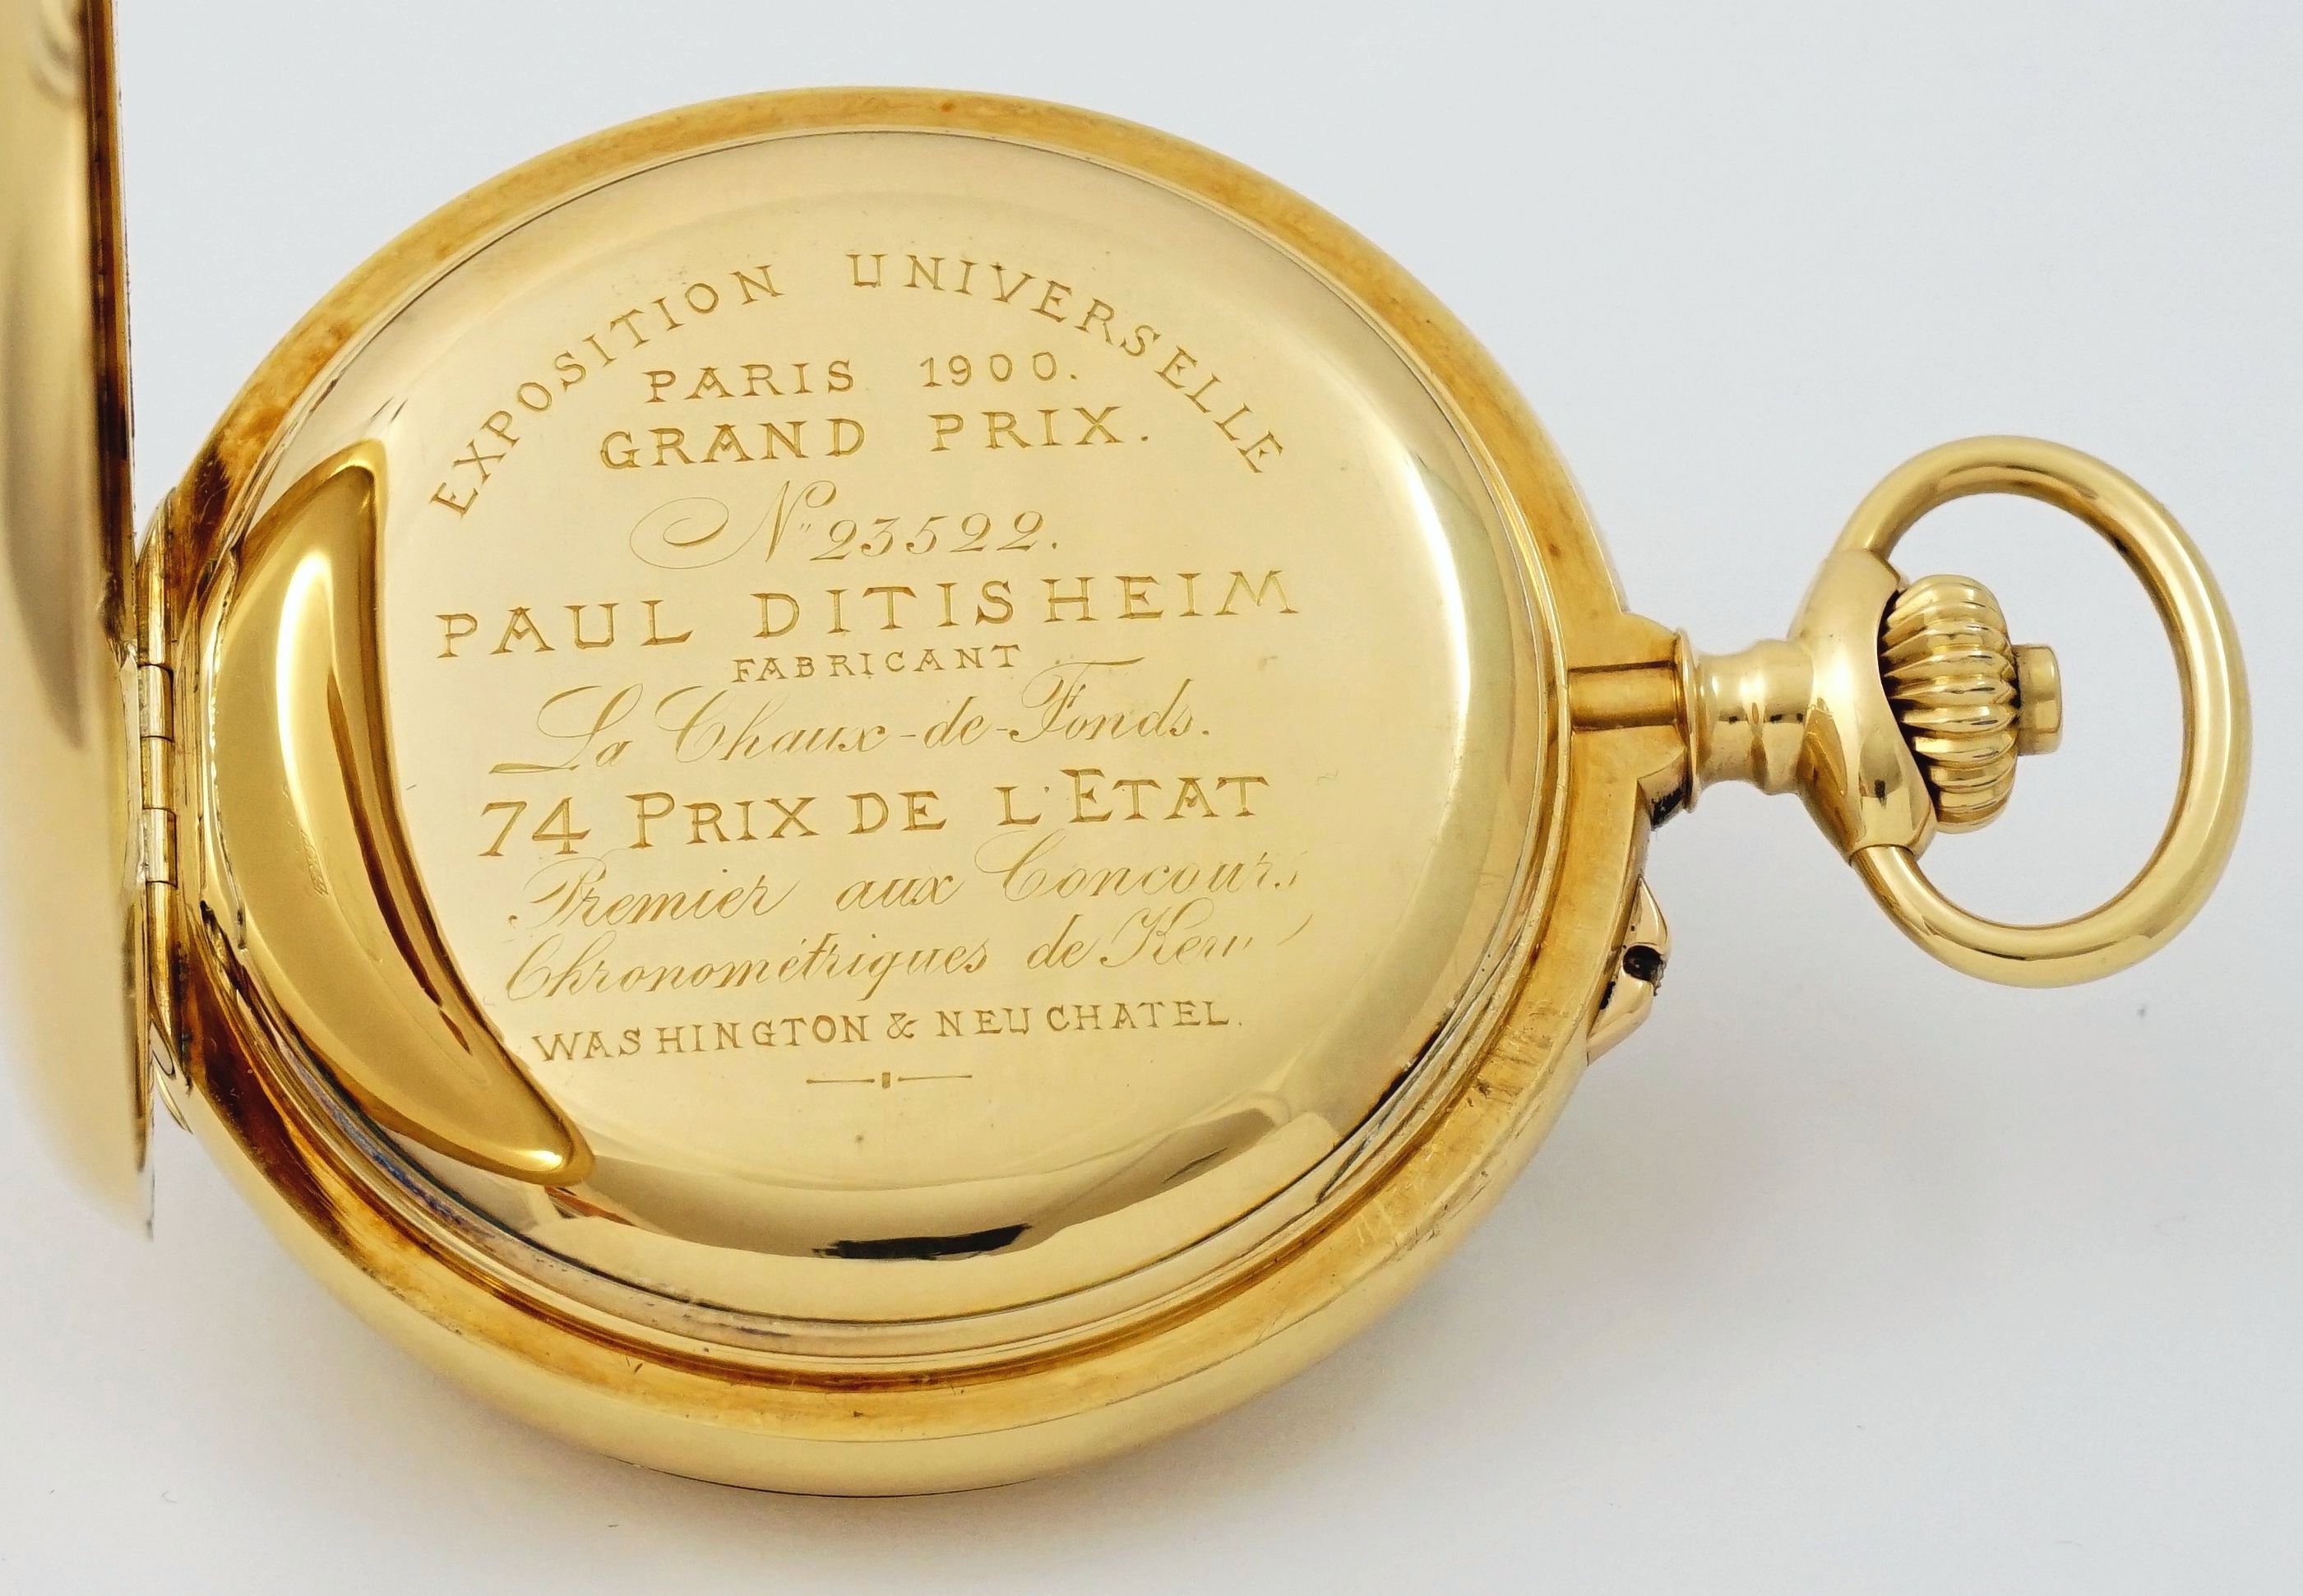 EXPOSITION UNIVERSELLE
PARIS 1900.
GRAND PRIX.
No 23522.
PAUL DITISHEIM
FABRICANT
La Chaux-de-Fonds.
74 PRIX DE L'ETAT
Premier aux Concours
Chronométriques de Kew
WASHINGTON & NEUCHATEL.